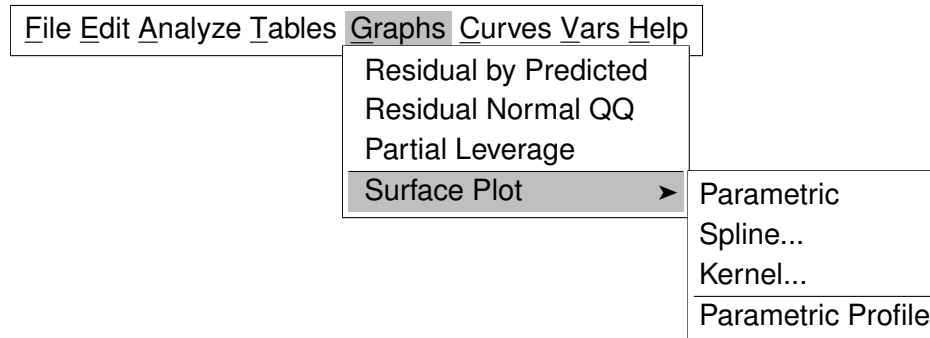 File Edit Analyze Tables Graphs Curves Vars Help
Residual by Predicted
Residual Normal QQ
Partial Leverage
Surface Plot ➤
Parametric
Spline...
Kernel...
Parametric Profile